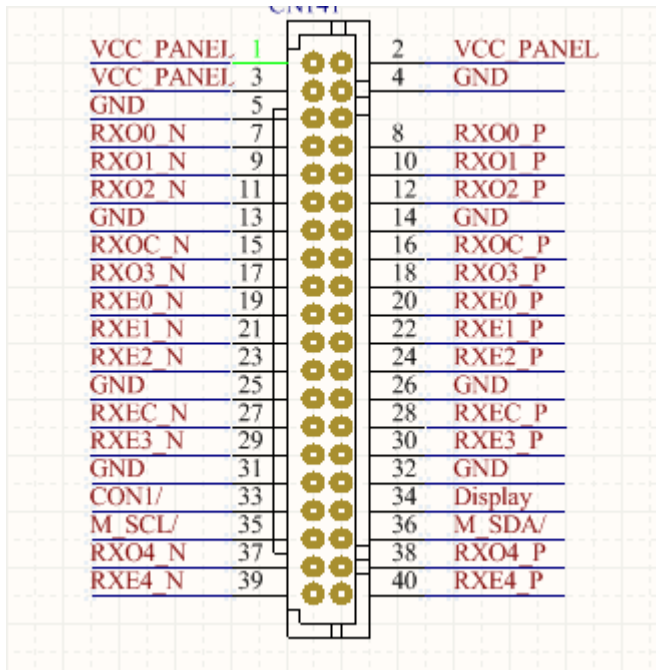 CN141
VCC_PANEL 1 2 VCC_PANEL
VCC_PANEL 3 4 GND
GND 5
RXO0_N 7 8 RXO0_P
RXO1_N 9 10 RXO1_P
RXO2_N 11 12 RXO2_P
GND 13 14 GND
RXOC_N 15 16 RXOC_P
RXO3_N 17 18 RXO3_P
RXE0_N 19 20 RXE0_P
RXE1_N 21 22 RXE1_P
RXE2_N 23 24 RXE2_P
GND 25 26 GND
RXEC_N 27 28 RXEC_P
RXE3_N 29 30 RXE3_P
GND 31 32 GND
CON1/ 33 34 Display
M_SCL/ 35 36 M_SDA/
RXO4_N 37 38 RXO4_P
RXE4_N 39 40 RXE4_P